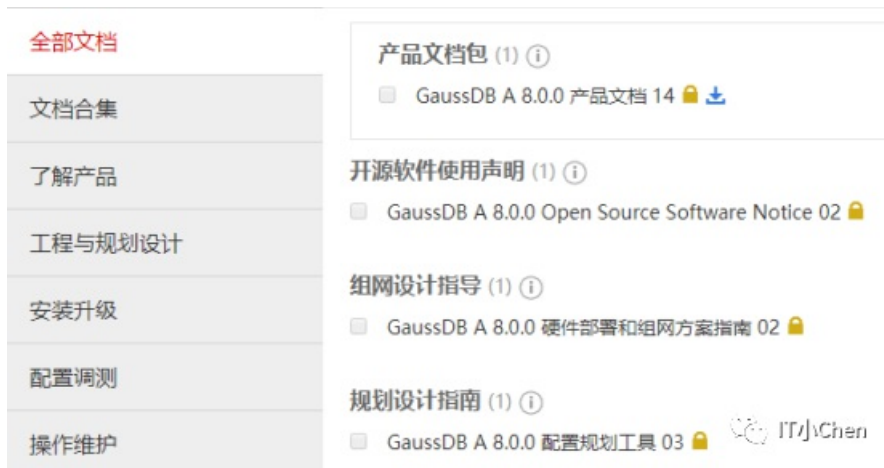 全部文档
文档合集
了解产品
工程与规划设计
安装升级
配置调测
操作维护
产品文档包 (1)
GaussDB A 8.0.0 产品文档 14
开源软件使用声明 (1)
GaussDB A 8.0.0 Open Source Software Notice 02
组网设计指导 (1)
GaussDB A 8.0.0 硬件部署和组网方案指南 02
规划设计指南 (1)
GaussDB A 8.0.0 配置规划工具 03
IT小Chen